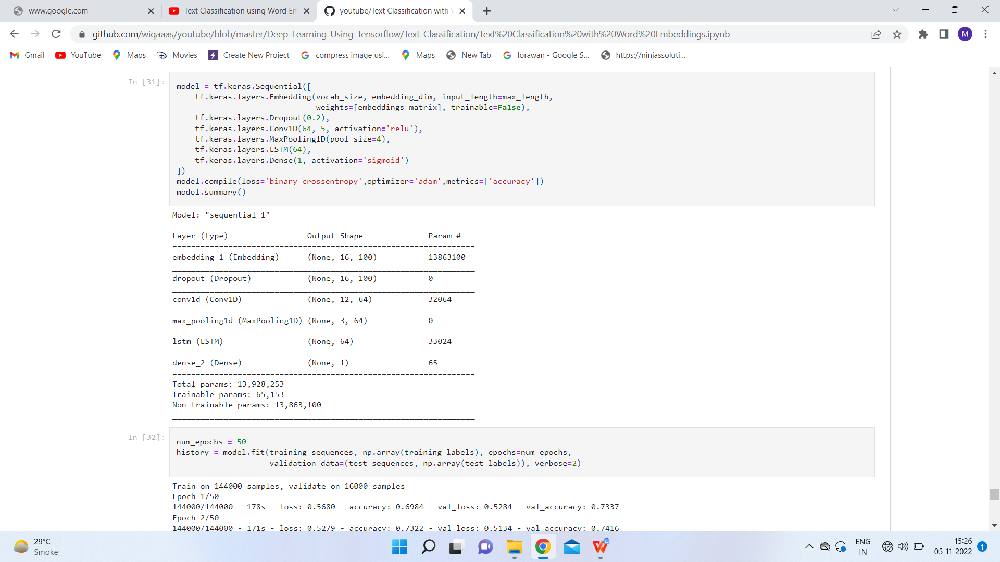 www.google.com
Text Classification using Word Em
youtube/Text Classification with W
github.com/wiqaaas/youtube/blob/master/Deep_Learning_Using_Tensorflow/Text_Classification/Text%20Classification%20with%20Word%20Embeddings.ipynb
M
Gmail YouTube Maps Movies Create New Project compress image usi... Maps New Tab lorawan - Google S... https://ninjassoluti...
In [31]:
model = tf.keras.Sequential([
    tf.keras.layers.Embedding(vocab_size, embedding_dim, input_length=max_length,
                              weights=[embeddings_matrix], trainable=False),
    tf.keras.layers.Dropout(0.2),
    tf.keras.layers.Conv1D(64, 5, activation='relu'),
    tf.keras.layers.MaxPooling1D(pool_size=4),
    tf.keras.layers.LSTM(64),
    tf.keras.layers.Dense(1, activation='sigmoid')
])
model.compile(loss='binary_crossentropy',optimizer='adam',metrics=['accuracy'])
model.summary()
Model: "sequential_1"
_________________________________________________________________
Layer (type)                 Output Shape              Param #
=================================================================
embedding_1 (Embedding)      (None, 16, 100)           13863100
_________________________________________________________________
dropout (Dropout)            (None, 16, 100)           0
_________________________________________________________________
conv1d (Conv1D)              (None, 12, 64)            32064
_________________________________________________________________
max_pooling1d (MaxPooling1D) (None, 3, 64)             0
_________________________________________________________________
lstm (LSTM)                  (None, 64)                33024
_________________________________________________________________
dense_2 (Dense)              (None, 1)                 65
=================================================================
Total params: 13,928,253
Trainable params: 65,153
Non-trainable params: 13,863,100
_________________________________________________________________
In [32]:
num_epochs = 50
history = model.fit(training_sequences, np.array(training_labels), epochs=num_epochs,
                    validation_data=(test_sequences, np.array(test_labels)), verbose=2)
Train on 144000 samples, validate on 16000 samples
Epoch 1/50
144000/144000 - 178s - loss: 0.5680 - accuracy: 0.6984 - val_loss: 0.5284 - val_accuracy: 0.7337
Epoch 2/50
144000/144000 - 171s - loss: 0.5279 - accuracy: 0.7322 - val_loss: 0.5134 - val_accuracy: 0.7416
29°C
Smoke
ENG
IN
15:26
05-11-2022
1